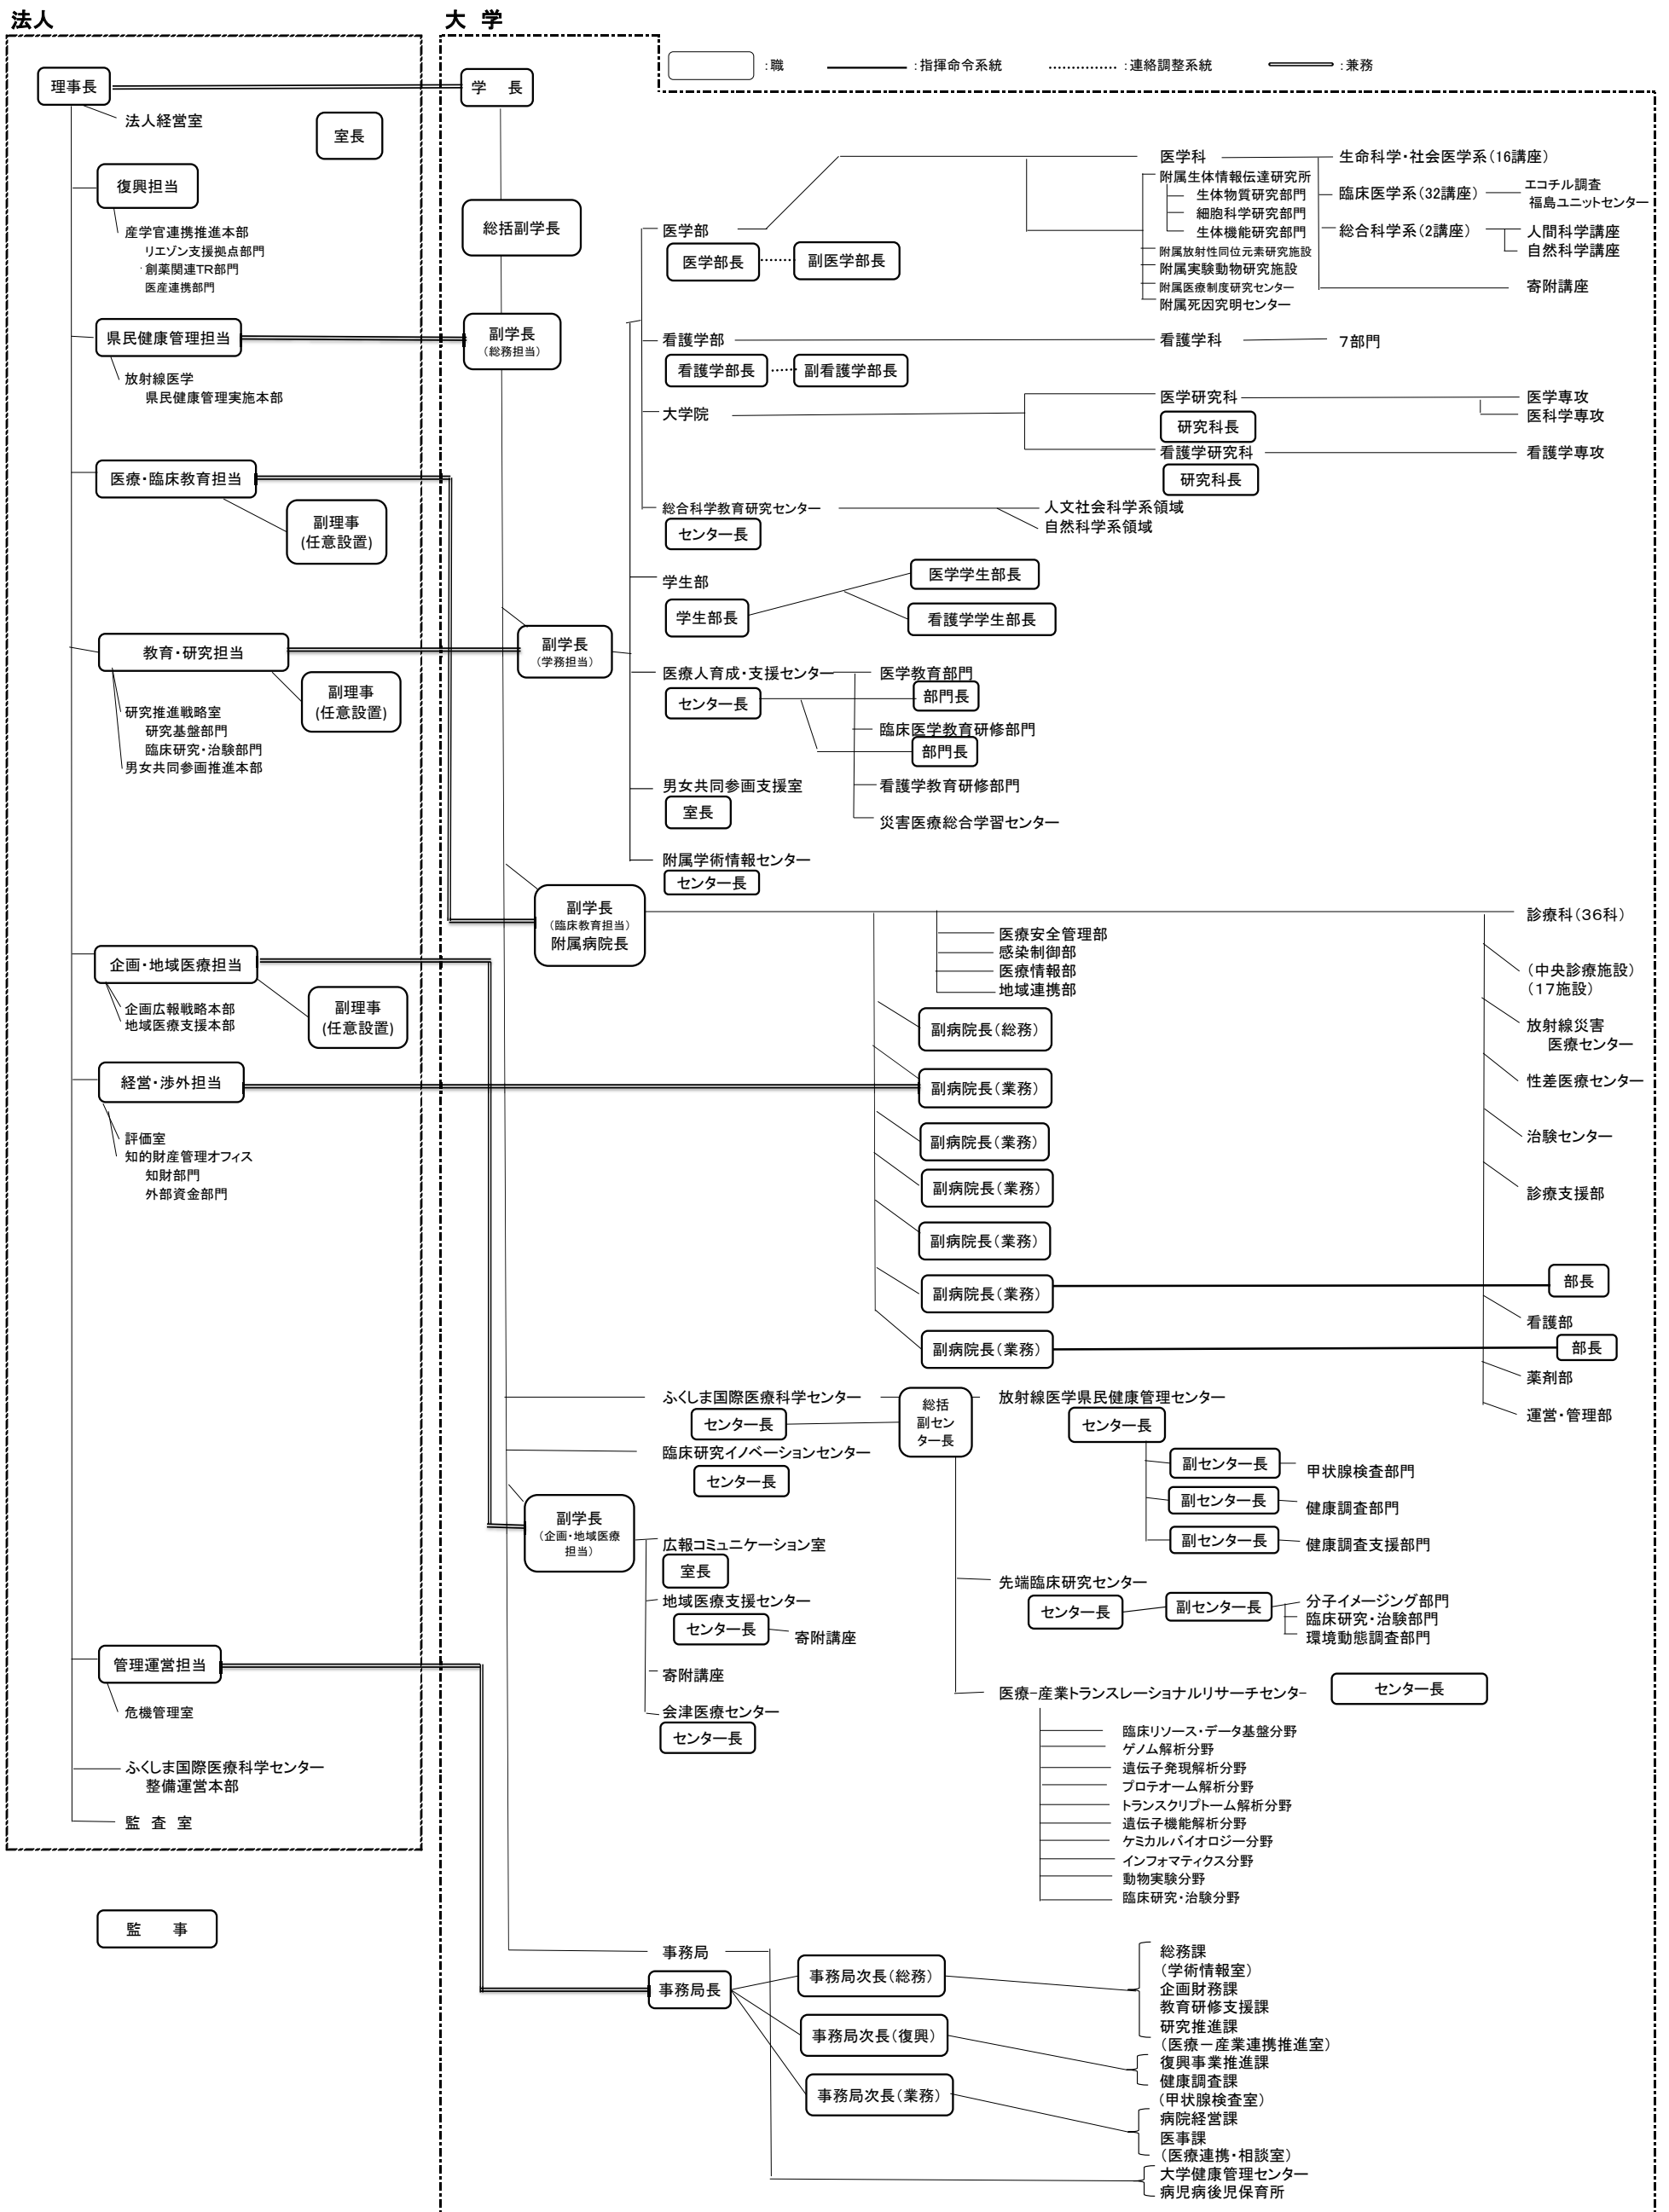 法人
大 学
:職
:指揮命令系統
:連絡調整系統
:兼務
理事長
法人経営室
室長
復興担当
産学官連携推進本部
リエゾン支援拠点部門
創薬関連TR部門
医産連携部門
県民健康管理担当
放射線医学
県民健康管理実施本部
医療・臨床教育担当
副理事
(任意設置)
教育・研究担当
副理事
(任意設置)
研究推進戦略室
研究基盤部門
臨床研究・治験部門
男女共同参画推進本部
企画・地域医療担当
企画広報戦略本部
地域医療支援本部
副理事
(任意設置)
経営・渉外担当
評価室
知的財産管理オフィス
知財部門
外部資金部門
管理運営担当
危機管理室
ふくしま国際医療科学センター
整備運営本部
監 査 室
監 事
学 長
総括副学長
副学長
(総務担当)
副学長
(学務担当)
副学長
(臨床教育担当)
附属病院長
副学長
(企画・地域医療
担当)
医学部
医学部長
副医学部長
医学科
附属生体情報伝達研究所
生体物質研究部門
細胞科学研究部門
生体機能研究部門
附属放射性同位元素研究施設
附属実験動物研究施設
附属医療制度研究センター
附属死因究明センター
生命科学・社会医学系(16講座)
臨床医学系(32講座)
エコチル調査
福島ユニットセンター
総合科学系(2講座)
人間科学講座
自然科学講座
寄附講座
看護学部
看護学部長
副看護学部長
看護学科
7部門
大学院
医学研究科
研究科長
看護学研究科
研究科長
医学専攻
医科学専攻
看護学専攻
総合科学教育研究センター
センター長
人文社会科学系領域
自然科学系領域
学生部
学生部長
医学学生部長
看護学学生部長
医療人育成・支援センター
センター長
医学教育部門
部門長
臨床医学教育研修部門
部門長
看護学教育研修部門
災害医療総合学習センター
男女共同参画支援室
室長
附属学術情報センター
センター長
医療安全管理部
感染制御部
医療情報部
地域連携部
副病院長(総務)
副病院長(業務)
副病院長(業務)
副病院長(業務)
副病院長(業務)
副病院長(業務)
副病院長(業務)
診療科(36科)
(中央診療施設)
(17施設)
放射線災害
医療センター
性差医療センター
治験センター
診療支援部
部長
看護部
部長
薬剤部
運営・管理部
ふくしま国際医療科学センター
センター長
総括
副セン
ター長
放射線医学県民健康管理センター
センター長
副センター長
甲状腺検査部門
副センター長
健康調査部門
副センター長
健康調査支援部門
臨床研究イノベーションセンター
センター長
広報コミュニケーション室
室長
地域医療支援センター
センター長
寄附講座
寄附講座
会津医療センター
センター長
先端臨床研究センター
センター長
副センター長
分子イメージング部門
臨床研究・治験部門
環境動態調査部門
医療-産業トランスレーショナルリサーチセンター
センター長
臨床リソース・データ基盤分野
ゲノム解析分野
遺伝子発現解析分野
プロテオーム解析分野
トランスクリプトーム解析分野
遺伝子機能解析分野
ケミカルバイオロジー分野
インフォマティクス分野
動物実験分野
臨床研究・治験分野
事務局
事務局長
事務局次長(総務)
事務局次長(復興)
事務局次長(業務)
総務課
(学術情報室)
企画財務課
教育研修支援課
研究推進課
(医療－産業連携推進室)
復興事業推進課
健康調査課
(甲状腺検査室)
病院経営課
医事課
(医療連携・相談室)
大学健康管理センター
病児病後児保育所